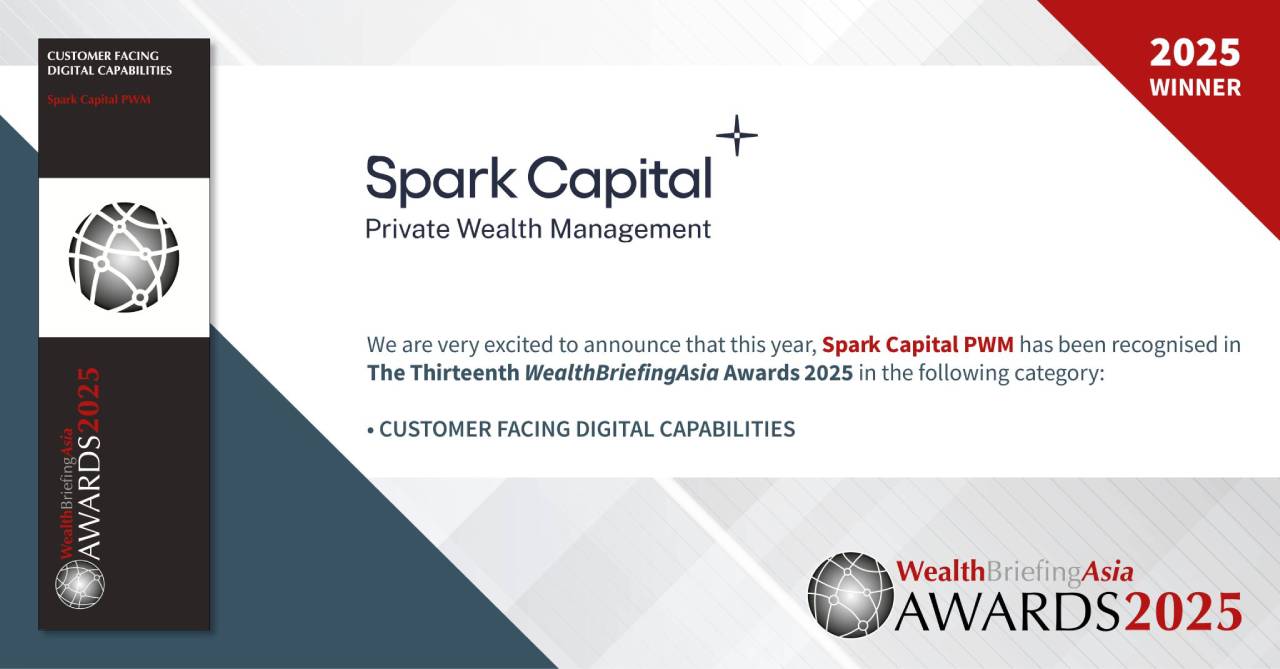 CUSTOMER FACING
DIGITAL CAPABILITIES
Spark Capital PWM
WealthBriefingAsia
AWARDS2025
2025
WINNER
Spark Capital
Private Wealth Management
We are very excited to announce that this year, Spark Capital PWM has been recognised in
The Thirteenth WealthBriefingAsia Awards 2025 in the following category:
• CUSTOMER FACING DIGITAL CAPABILITIES
WealthBriefingAsia
AWARDS2025